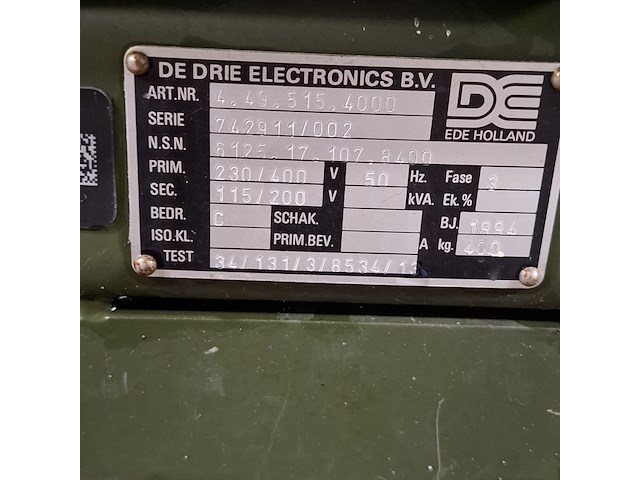 DE DRIE ELECTRONICS B.V.
DE
EDE HOLLAND
ART.NR. 4.49.515.4000
SERIE 742911/002
N.S.N. 6125.17.107.8400
PRIM. 230/400 V 50 Hz. Fase 3
SEC. 115/200 V kVA. Ek. %
BEDR. C SCHAK. BJ. 1994
ISO.KL. PRIM.BEV. A kg. 400
TEST 34/131/3/8534/13